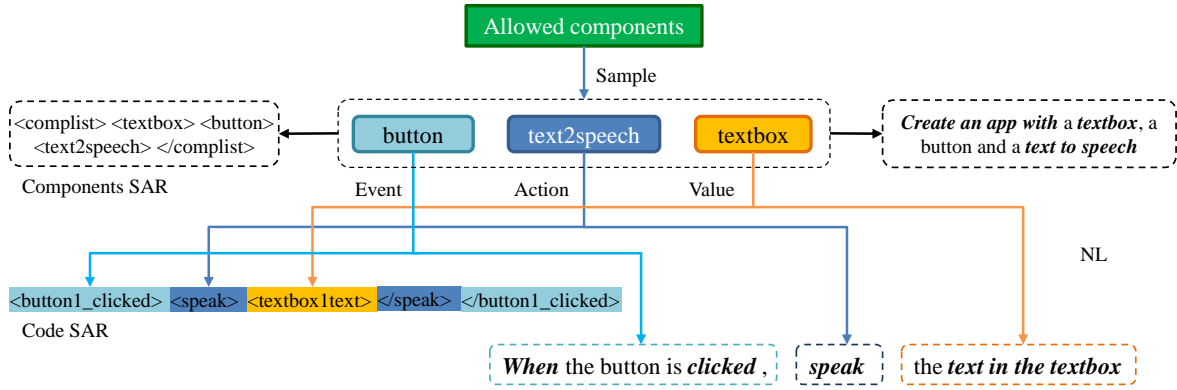 Allowed components
Sample
<complist> <textbox> <button>
<text2speech> </complist>
button
text2speech
textbox
Create an app with a textbox, a
button and a text to speech
Components SAR
Event
Action
Value
NL
<button1_clicked> <speak> <textbox1text> </speak> </button1_clicked>
Code SAR
When the button is clicked ,
speak
the text in the textbox